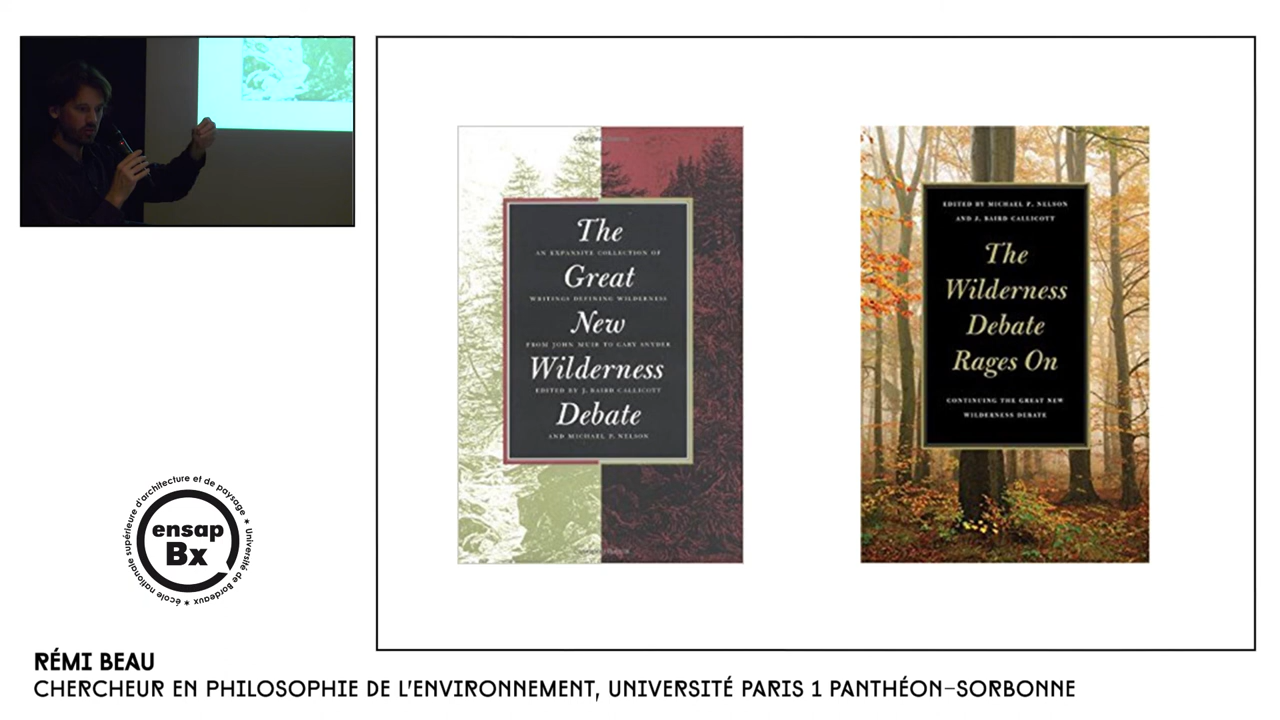 The
AN EXPANSIVE COLLECTION OF
Great
WRITINGS DEFINING WILDERNESS
New
FROM JOHN MUIR TO GARY SNYDER
Wilderness
EDITED BY J. BAIRD CALLICOTT
Debate
AND MICHAEL P. NELSON
EDITED BY MICHAEL P. NELSON
AND J. BAIRD CALLICOTT
The
Wilderness
Debate
Rages On
CONTINUING THE GREAT NEW
WILDERNESS DEBATE
école nationale supérieure d'architecture et de paysage * Université de Bordeaux *
ensap
Bx
RÉMI BEAU
CHERCHEUR EN PHILOSOPHIE DE L'ENVIRONNEMENT, UNIVERSITÉ PARIS 1 PANTHÉON-SORBONNE